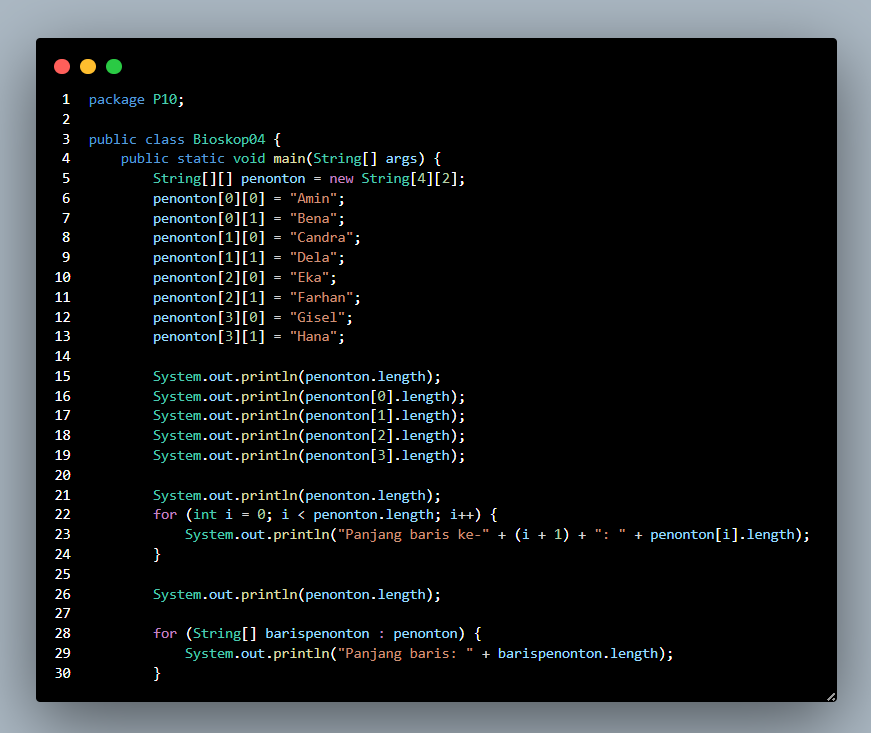 1 package P10;
2
3 public class Bioskop04 {
4     public static void main(String[] args) {
5         String[][] penonton = new String[4][2];
6         penonton[0][0] = "Amin";
7         penonton[0][1] = "Bena";
8         penonton[1][0] = "Candra";
9         penonton[1][1] = "Dela";
10         penonton[2][0] = "Eka";
11         penonton[2][1] = "Farhan";
12         penonton[3][0] = "Gisel";
13         penonton[3][1] = "Hana";
14
15         System.out.println(penonton.length);
16         System.out.println(penonton[0].length);
17         System.out.println(penonton[1].length);
18         System.out.println(penonton[2].length);
19         System.out.println(penonton[3].length);
20
21         System.out.println(penonton.length);
22         for (int i = 0; i < penonton.length; i++) {
23             System.out.println("Panjang baris ke-" + (i + 1) + ": " + penonton[i].length);
24         }
25
26         System.out.println(penonton.length);
27
28         for (String[] barispenonton : penonton) {
29             System.out.println("Panjang baris: " + barispenonton.length);
30         }